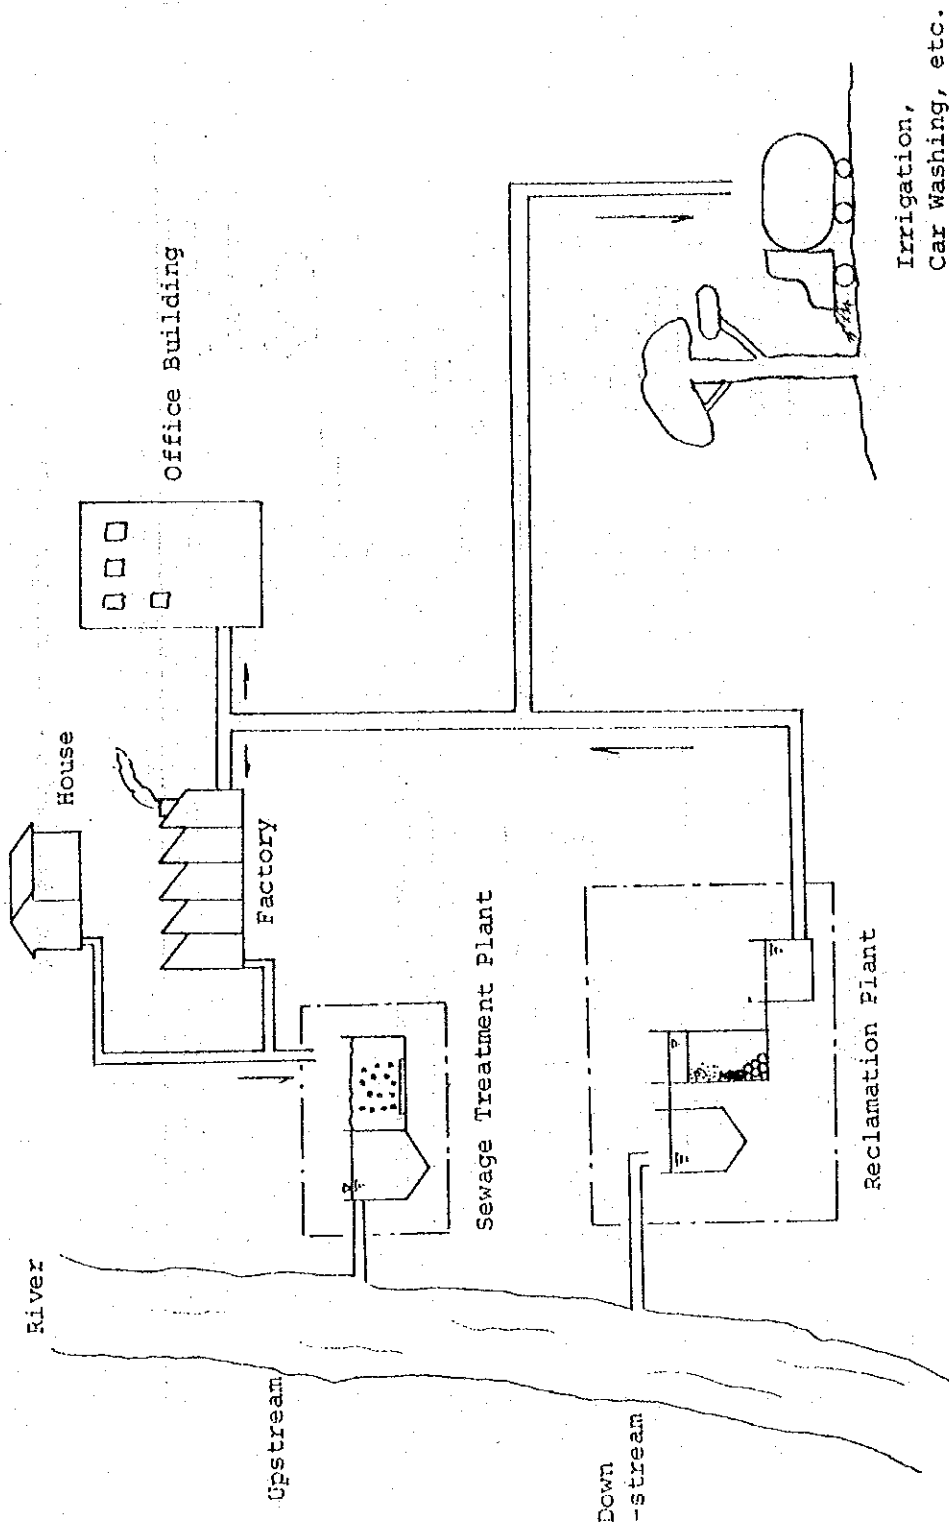 River
House
Office Building
Factory
Upstream
Sewage Treatment Plant
Down
-stream
Reclamation Plant
Irrigation,
Car Washing, etc.